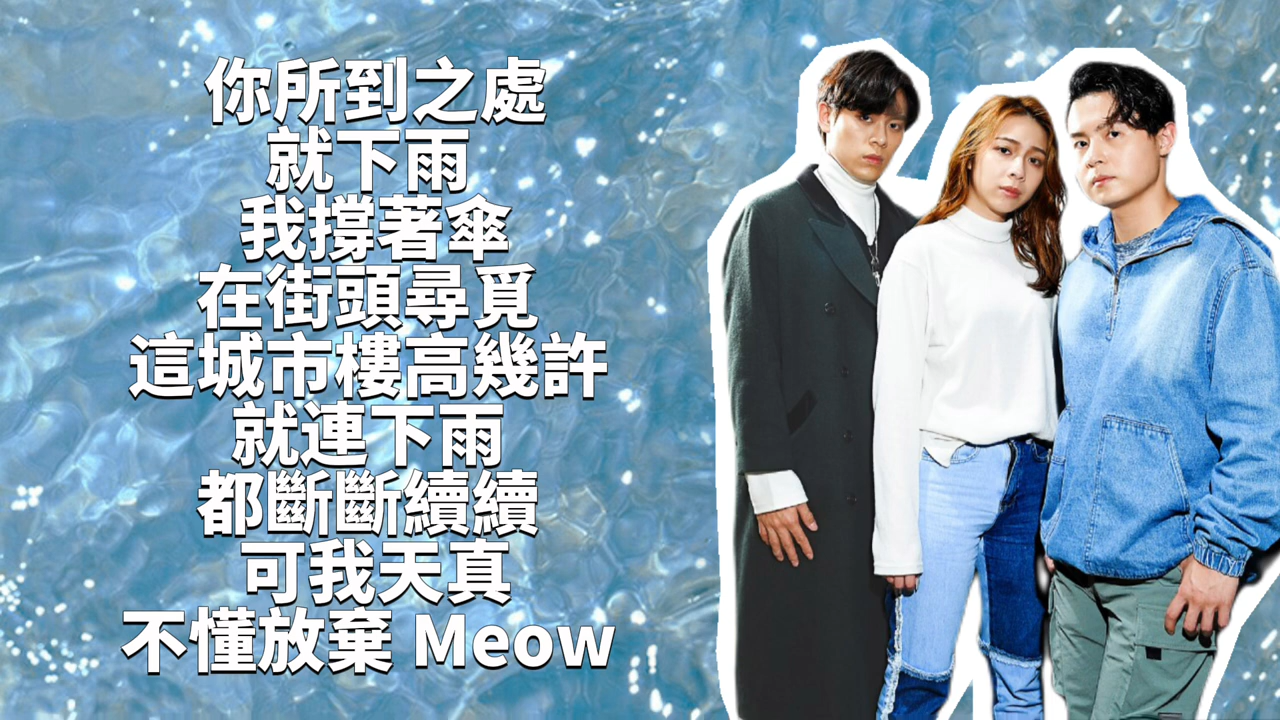 你所到之處
就下雨
我撐著傘
在街頭尋覓
這城市樓高幾許
就連下雨
都斷斷續續
可我天真
不懂放棄 Meow